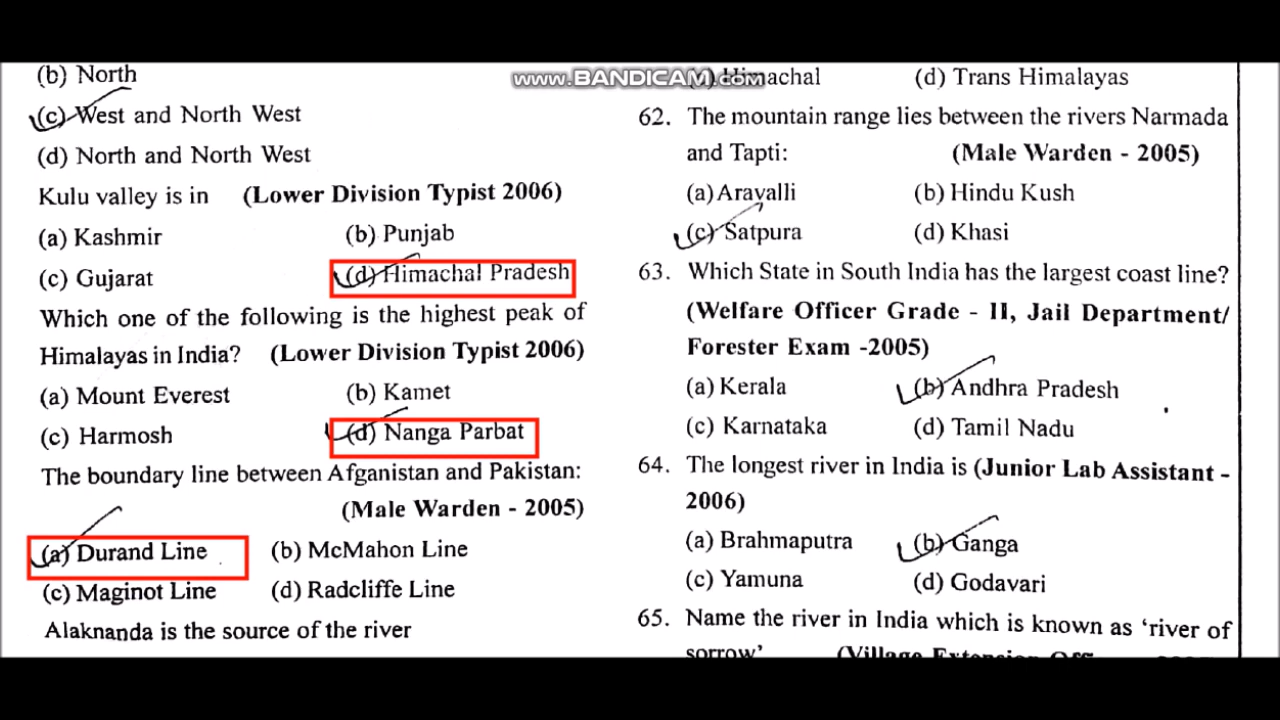 www.BANDICAM.com
(b) North
(c) West and North West
(d) North and North West
Kulu valley is in (Lower Division Typist 2006)
(a) Kashmir (b) Punjab
(c) Gujarat (d) Himachal Pradesh
Which one of the following is the highest peak of
Himalayas in India? (Lower Division Typist 2006)
(a) Mount Everest (b) Kamet
(c) Harmosh (d) Nanga Parbat
The boundary line between Afganistan and Pakistan:
(Male Warden - 2005)
(a) Durand Line (b) McMahon Line
(c) Maginot Line (d) Radcliffe Line
Alaknanda is the source of the river
Himachal (d) Trans Himalayas
62. The mountain range lies between the rivers Narmada
and Tapti: (Male Warden - 2005)
(a) Aravalli (b) Hindu Kush
(c) Satpura (d) Khasi
63. Which State in South India has the largest coast line?
(Welfare Officer Grade - II, Jail Department/
Forester Exam -2005)
(a) Kerala (b) Andhra Pradesh
(c) Karnataka (d) Tamil Nadu
64. The longest river in India is (Junior Lab Assistant -
2006)
(a) Brahmaputra (b) Ganga
(c) Yamuna (d) Godavari
65. Name the river in India which is known as ‘river of
sorrow’ (Village Extension